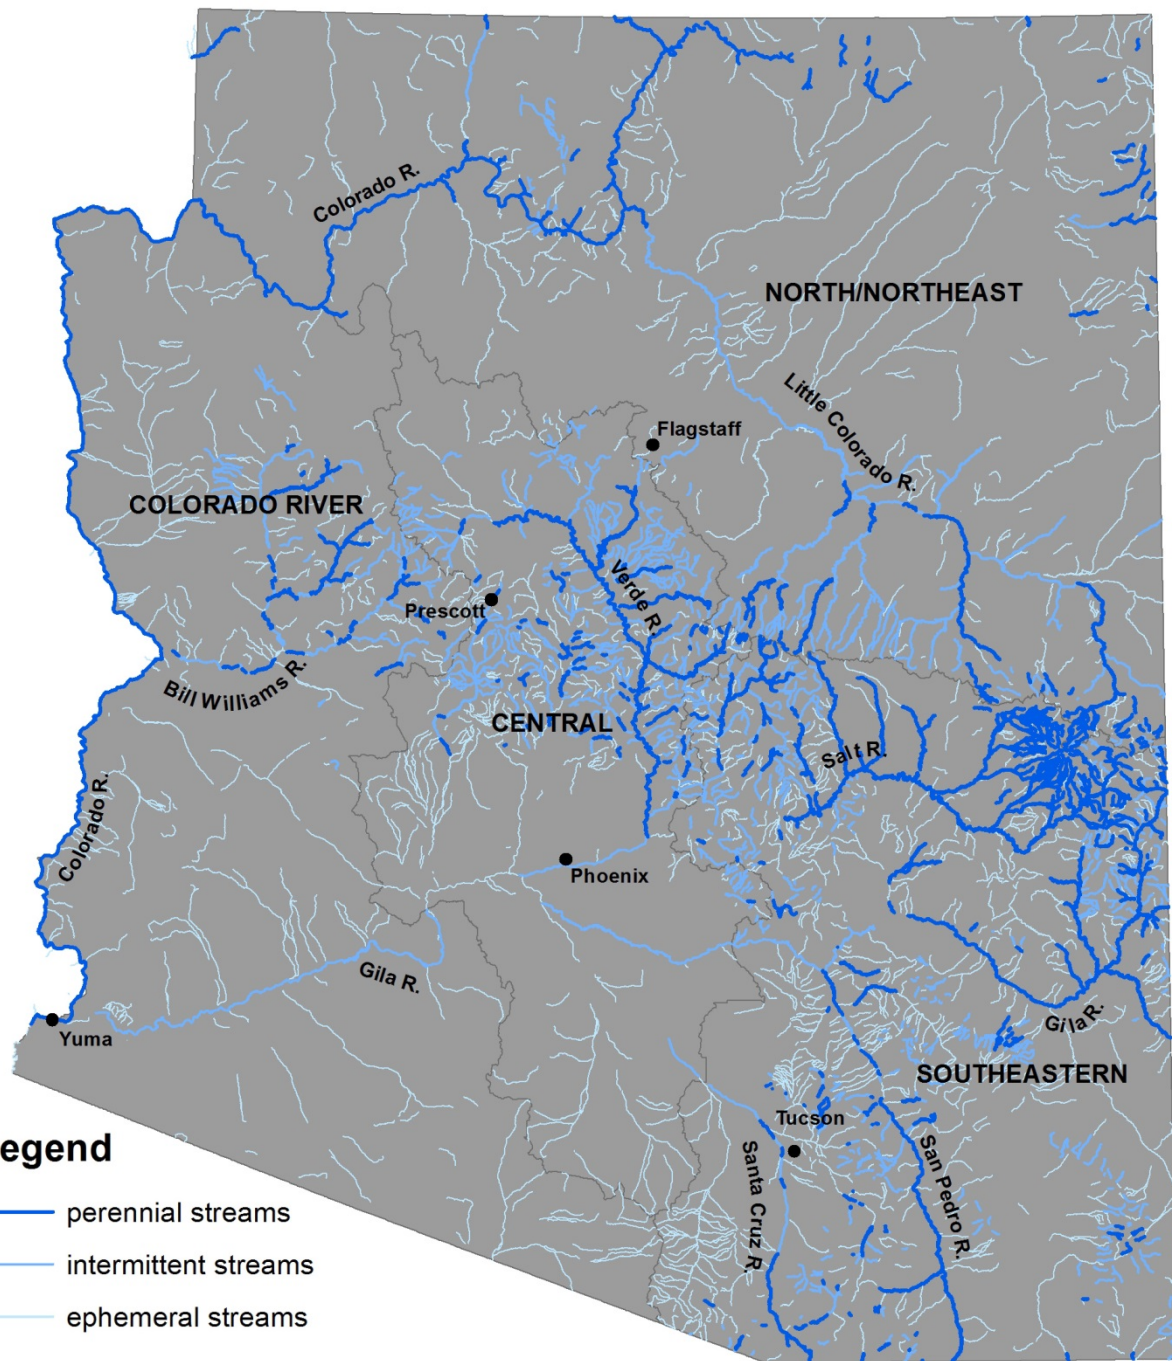 Colorado R.
NORTH/NORTHEAST
Little Colorado R.
Flagstaff
COLORADO RIVER
Verde R.
Prescott
Bill Williams R.
CENTRAL
Salt R.
Colorado R.
Phoenix
Gila R.
Gila R.
Yuma
SOUTHEASTERN
Tucson
Santa Cruz R.
San Pedro R.
egend
perennial streams
intermittent streams
ephemeral streams